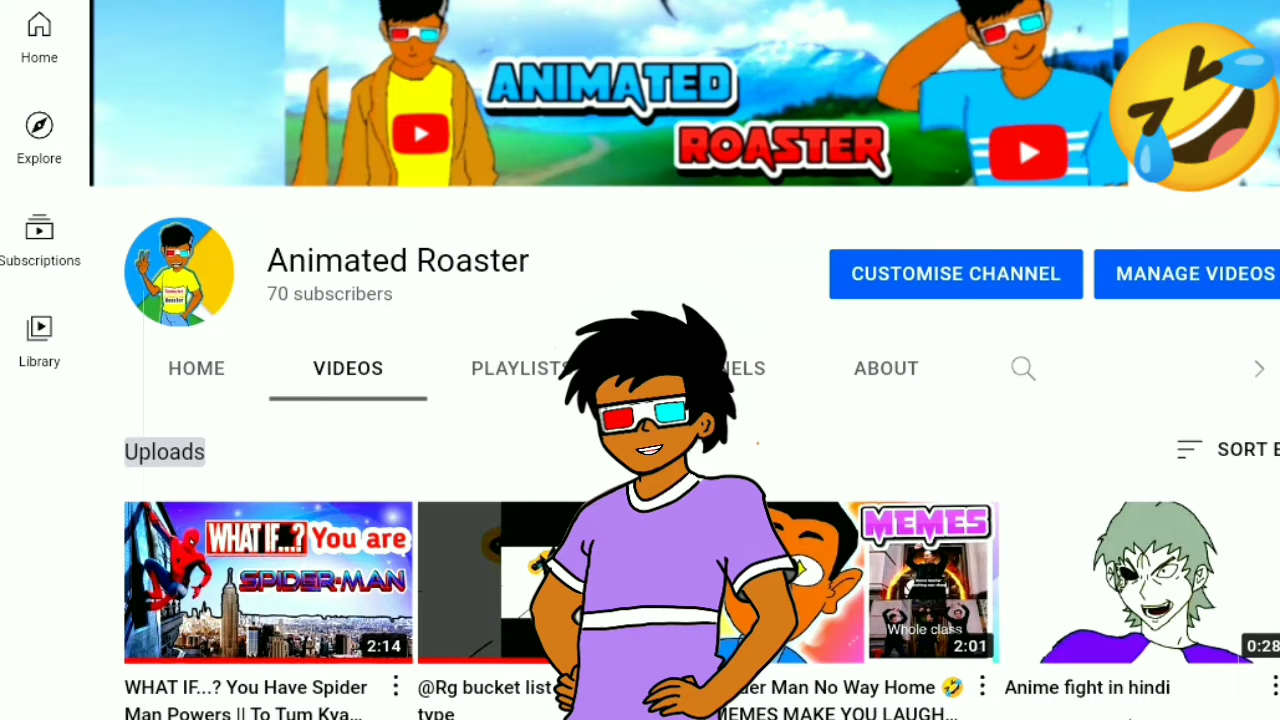 Home
Explore
Subscriptions
Library
ANIMATED
ROASTER
Animated Roaster
70 subscribers
CUSTOMISE CHANNEL
MANAGE VIDEOS
HOME
VIDEOS
PLAYLISTS
ABOUT
Uploads
SORT
WHAT IF...? You are
SPIDER-MAN
2:14
MEMES
Whole class
2:01
0:28
WHAT IF...? You Have Spider
Man Powers || To Tum Kya...
@Rg bucket list
type
Man No Way Home 🤣
MEMES MAKE YOU LAUGH...
Anime fight in hindi